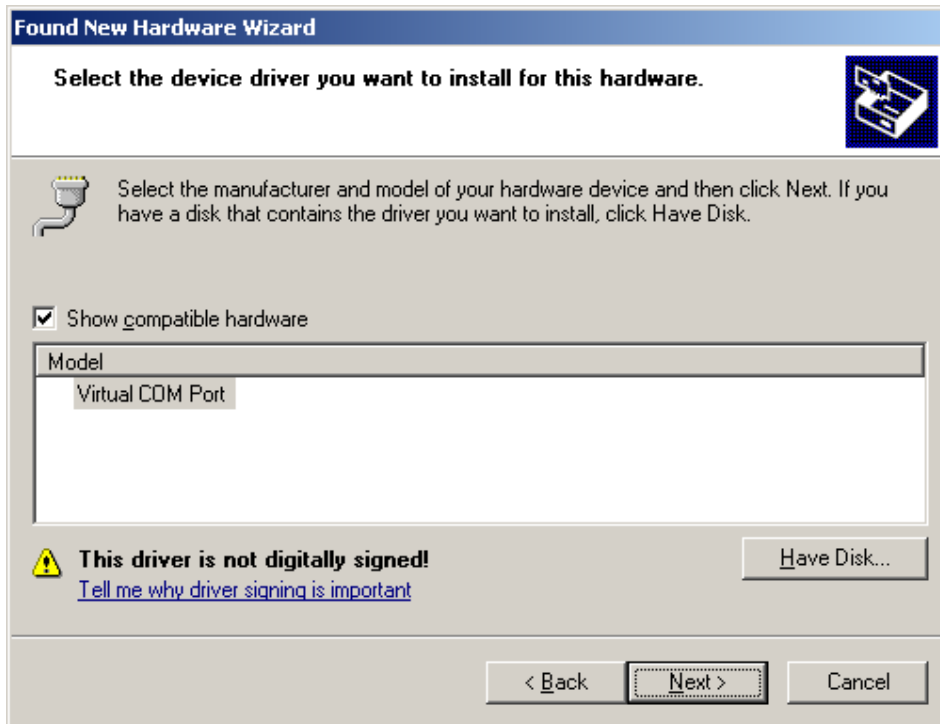 Found New Hardware Wizard
Select the device driver you want to install for this hardware.
Select the manufacturer and model of your hardware device and then click Next. If you
have a disk that contains the driver you want to install, click Have Disk.
Show compatible hardware
Model
Virtual COM Port
This driver is not digitally signed!
Have Disk...
Tell me why driver signing is important
< Back
Next >
Cancel